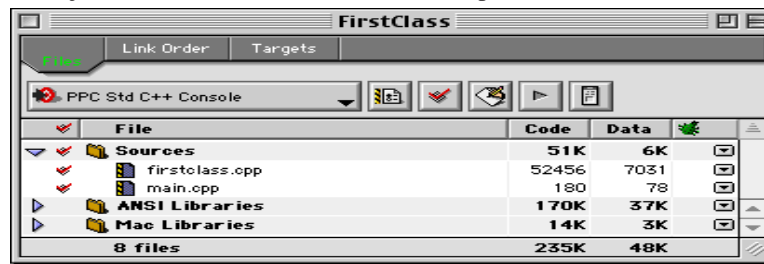 FirstClass
Files Link Order Targets
PPC Std C++ Console
File Code Data
Sources 51K 6K
firstclass.cpp 52456 7031
main.cpp 180 78
ANSI Libraries 170K 37K
Mac Libraries 14K 3K
8 files 235K 48K